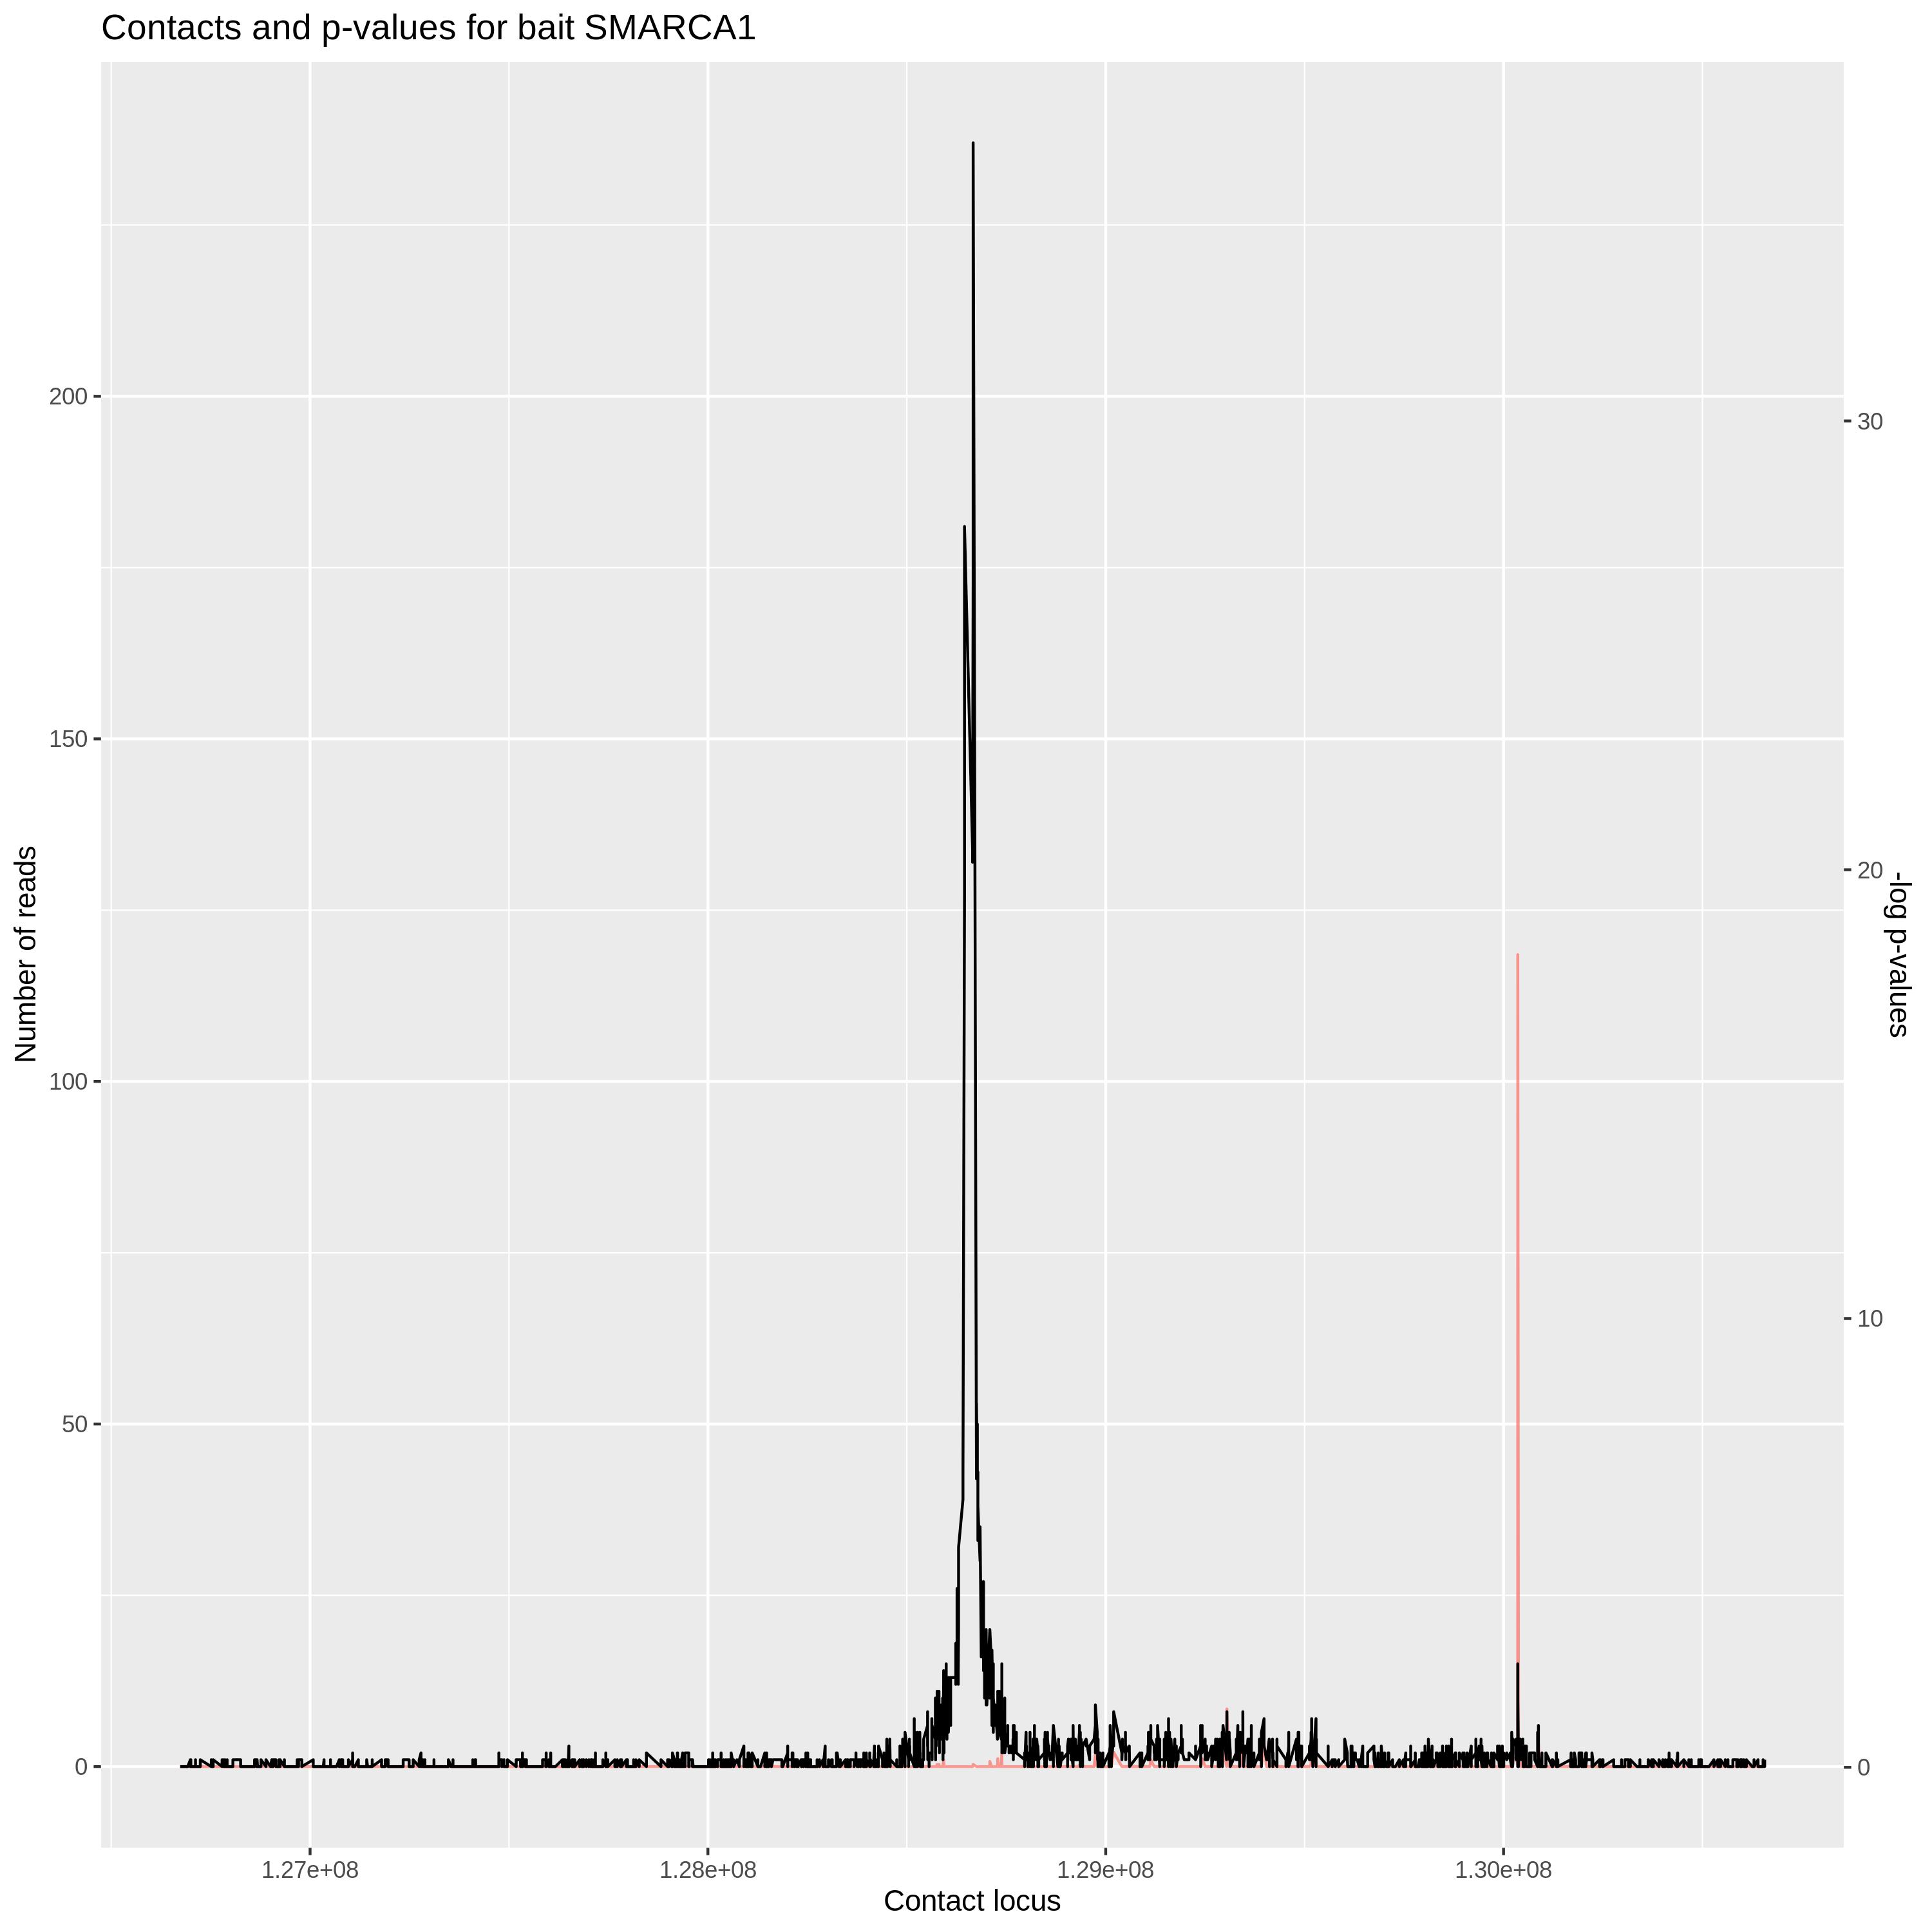 Contacts and p-values for bait SMARCA1
200
150
100
50
0
Number of reads
30
20
10
0
-log p-values
1.27e+08
1.28e+08
1.29e+08
1.30e+08
Contact locus